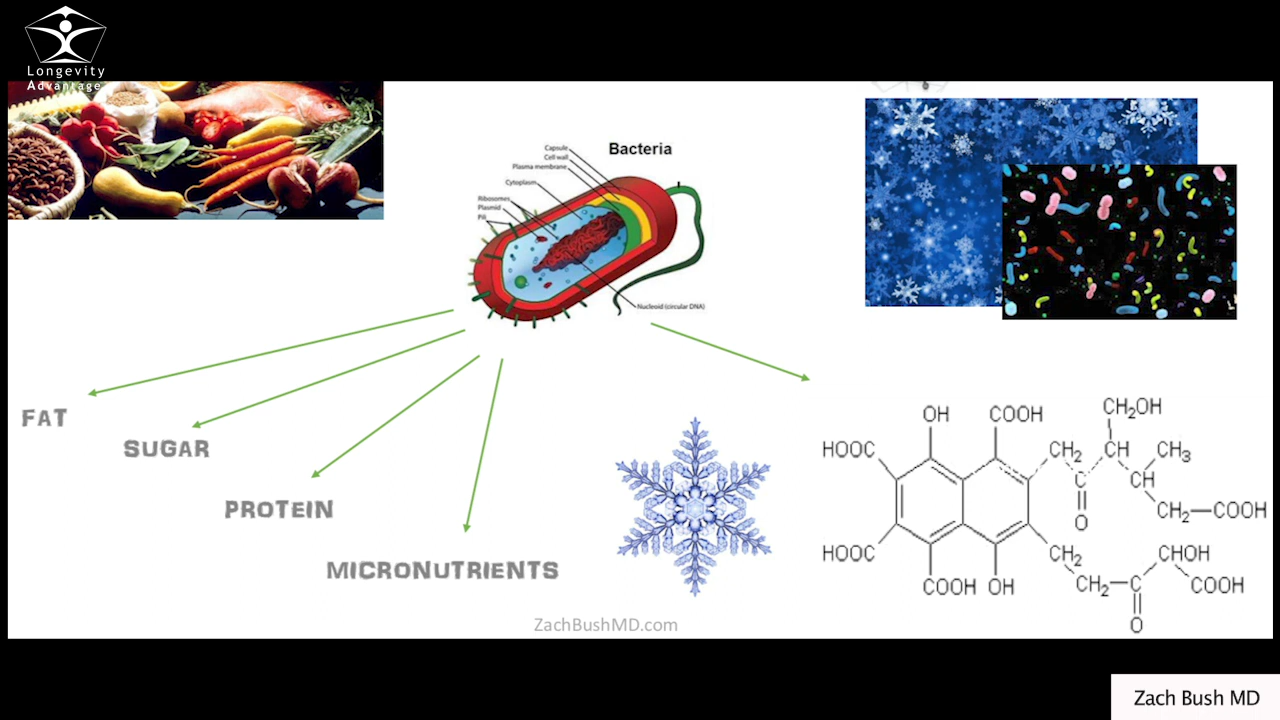 Longevity
Advantage
Bacteria
Capsule
Cell wall
Plasma membrane
Cytoplasm
Ribosomes
Plasmid
Pili
Nucleoid (circular DNA)
FAT
SUGAR
PROTEIN
MICRONUTRIENTS
CH₂OH
OH
COOH
HOOC
CH₂
CH
CH₃
CH
C
O
CH₂—COOH
HOOC
CH₂
CHOH
COOH
OH
CH₂
C
COOH
O
ZachBushMD.com
Zach Bush MD